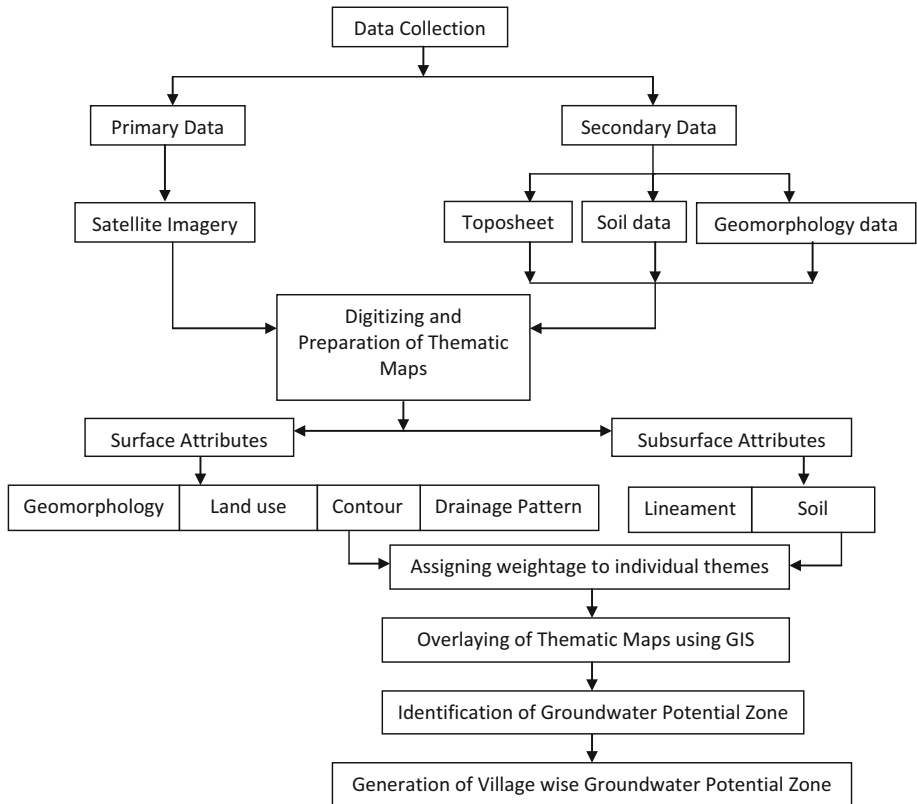 Data Collection
Primary Data
Secondary Data
Satellite Imagery
Toposheet
Soil data
Geomorphology data
Digitizing and
Preparation of Thematic
Maps
Surface Attributes
Subsurface Attributes
Geomorphology
Land use
Contour
Drainage Pattern
Lineament
Soil
Assigning weightage to individual themes
Overlaying of Thematic Maps using GIS
Identification of Groundwater Potential Zone
Generation of Village wise Groundwater Potential Zone